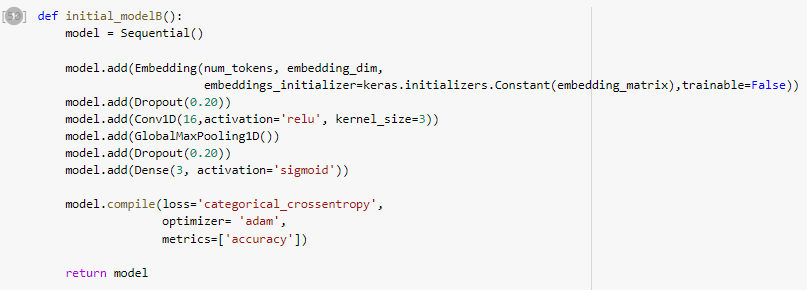 [52] def initial_modelB():
    model = Sequential()
    model.add(Embedding(num_tokens, embedding_dim,
                        embeddings_initializer=keras.initializers.Constant(embedding_matrix),trainable=False))
    model.add(Dropout(0.20))
    model.add(Conv1D(16,activation='relu', kernel_size=3))
    model.add(GlobalMaxPooling1D())
    model.add(Dropout(0.20))
    model.add(Dense(3, activation='sigmoid'))
    model.compile(loss='categorical_crossentropy',
                  optimizer= 'adam',
                  metrics=['accuracy'])
    return model